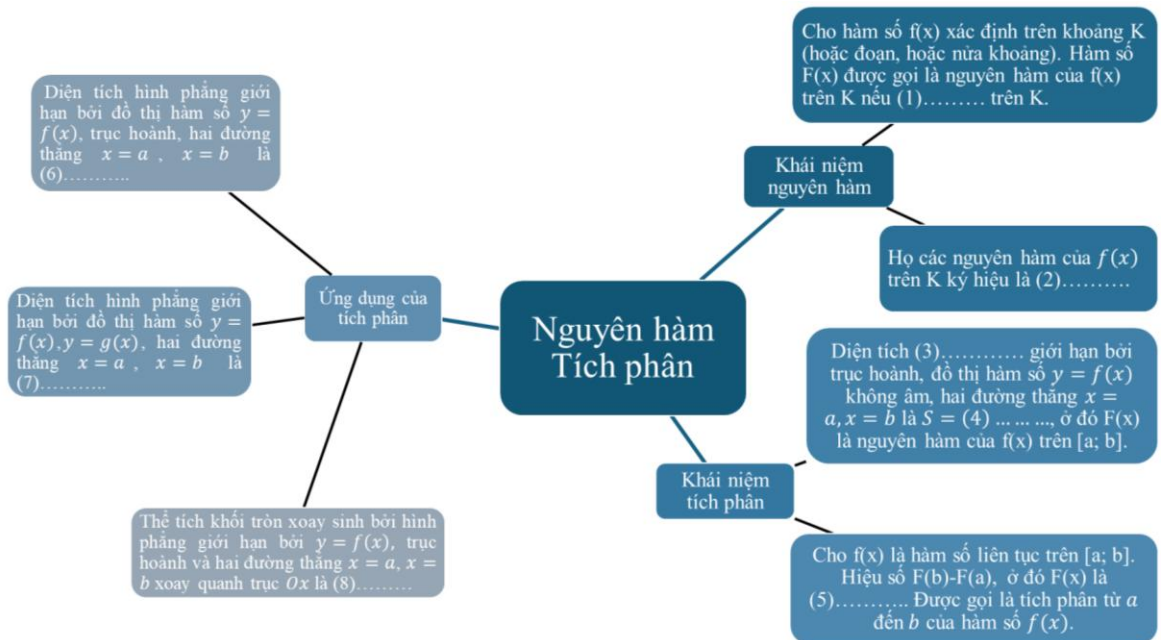 Nguyên hàm
Tích phân
Khái niệm
nguyên hàm
Cho hàm số f(x) xác định trên khoảng K
(hoặc đoạn, hoặc nửa khoảng). Hàm số
F(x) được gọi là nguyên hàm của f(x)
trên K nếu (1)……… trên K.
Họ các nguyên hàm của f(x)
trên K ký hiệu là (2)……….
Khái niệm
tích phân
Diện tích (3)………… giới hạn bởi
trục hoành, đồ thị hàm số y = f(x)
không âm, hai đường thẳng x =
a, x = b là S = (4) … … …, ở đó F(x)
là nguyên hàm của f(x) trên [a; b].
Cho f(x) là hàm số liên tục trên [a; b].
Hiệu số F(b)-F(a), ở đó F(x) là
(5)……….. Được gọi là tích phân từ a
đến b của hàm số f(x).
Ứng dụng của
tích phân
Diện tích hình phẳng giới
hạn bởi đồ thị hàm số y =
f(x), trục hoành, hai đường
thẳng x = a , x = b là
(6)………..
Diện tích hình phẳng giới
hạn bởi đồ thị hàm số y =
f(x), y = g(x), hai đường
thẳng x = a , x = b là
(7)………..
Thể tích khối tròn xoay sinh bởi hình
phẳng giới hạn bởi y = f(x), trục
hoành và hai đường thẳng x = a, x =
b xoay quanh trục Ox là (8)………